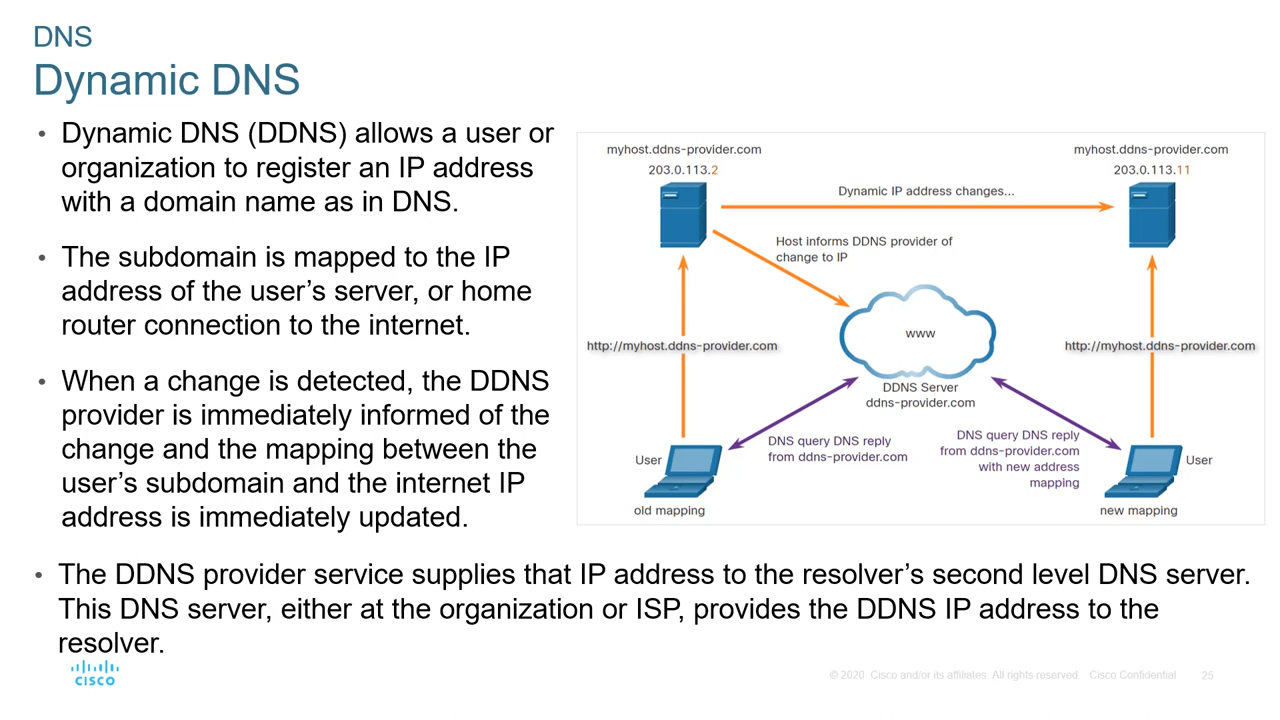 DNS
Dynamic DNS
• Dynamic DNS (DDNS) allows a user or
organization to register an IP address
with a domain name as in DNS.
• The subdomain is mapped to the IP
address of the user’s server, or home
router connection to the internet.
• When a change is detected, the DDNS
provider is immediately informed of the
change and the mapping between the
user’s subdomain and the internet IP
address is immediately updated.
myhost.ddns-provider.com
203.0.113.2
myhost.ddns-provider.com
203.0.113.11
Dynamic IP address changes...
Host informs DDNS provider of
change to IP
www
http://myhost.ddns-provider.com
http://myhost.ddns-provider.com
DDNS Server
ddns-provider.com
DNS query DNS reply
from ddns-provider.com
DNS query DNS reply
from ddns-provider.com
with new address
mapping
User
old mapping
User
new mapping
• The DDNS provider service supplies that IP address to the resolver’s second level DNS server.
This DNS server, either at the organization or ISP, provides the DDNS IP address to the
resolver.
CISCO
© 2020 Cisco and/or its affiliates. All rights reserved. Cisco Confidential
25